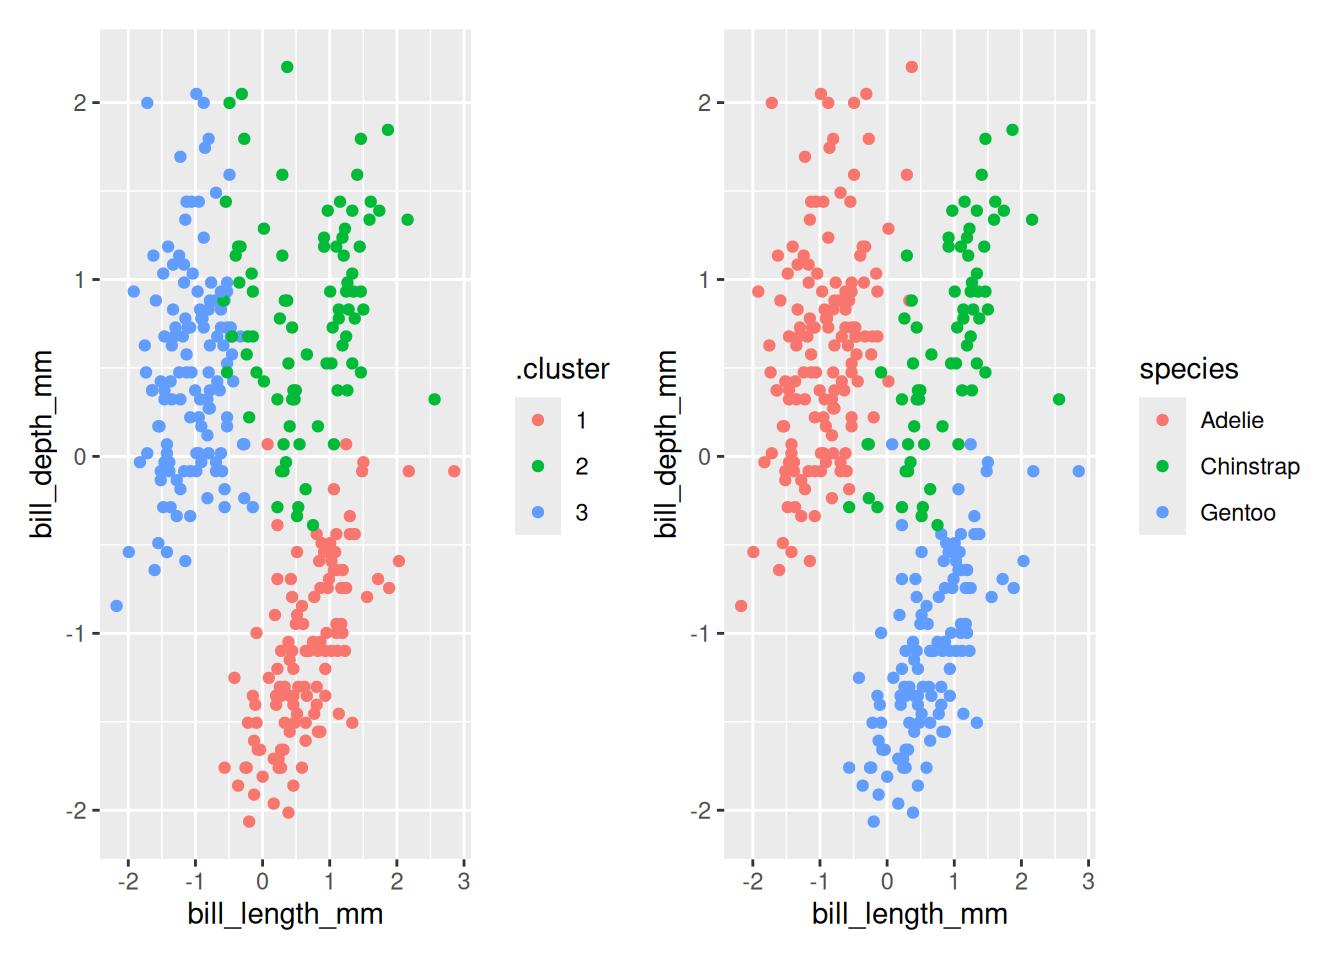 bill_depth_mm
2
1
0
-1
-2
-2 -1 0 1 2 3
bill_length_mm
.cluster
1
2
3
bill_depth_mm
2
1
0
-1
-2
-2 -1 0 1 2 3
bill_length_mm
species
Adelie
Chinstrap
Gentoo